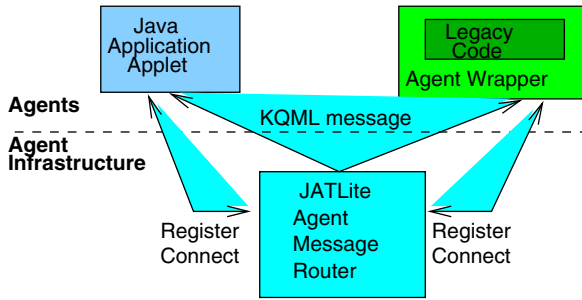 Java
Application
Applet
Legacy
Code
Agent Wrapper
Agents
KQML message
Agent
Infrastructure
JATLite
Agent
Message
Router
Register
Connect
Register
Connect